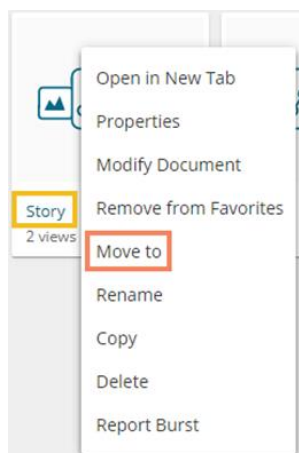 Open in New Tab
Properties
Modify Document
Remove from Favorites
Move to
Rename
Copy
Delete
Report Burst
Story
2 views